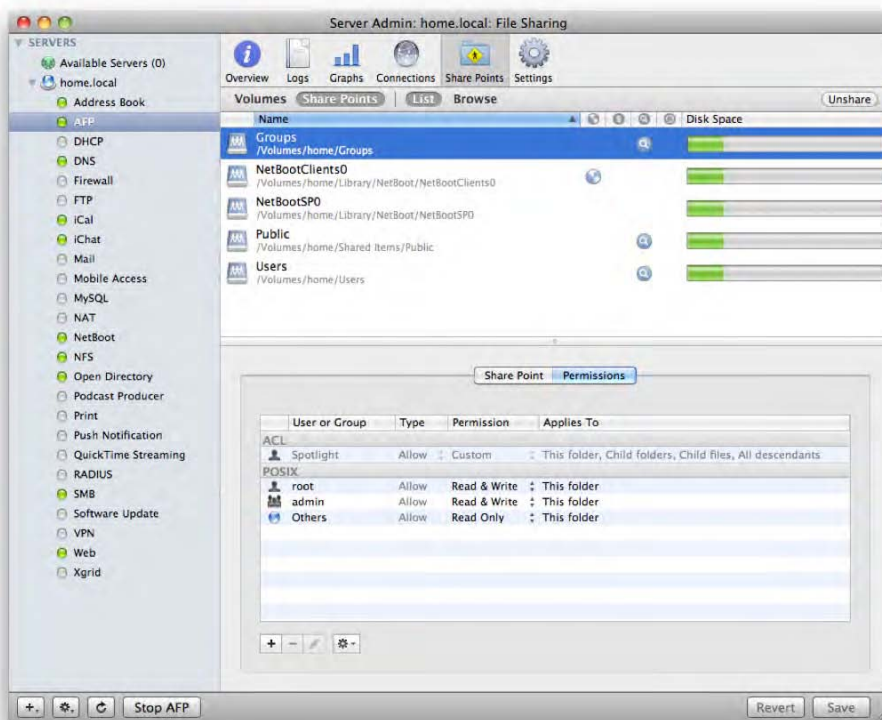 Server Admin: home.local: File Sharing
SERVERS
Available Servers (0)
home.local
Address Book
AFP
DHCP
DNS
Firewall
FTP
iCal
iChat
Mail
Mobile Access
MySQL
NAT
NetBoot
NFS
Open Directory
Podcast Producer
Print
Push Notification
QuickTime Streaming
RADIUS
SMB
Software Update
VPN
Web
Xgrid
Overview Logs Graphs Connections Share Points Settings
Volumes Share Points List Browse Unshare
Name Disk Space
Groups
/Volumes/home/Groups
NetBootClients0
/Volumes/home/Library/NetBoot/NetBootClients0
NetBootSP0
/Volumes/home/Library/NetBoot/NetBootSP0
Public
/Volumes/home/Shared Items/Public
Users
/Volumes/home/Users
Share Point Permissions
User or Group Type Permission Applies To
ACL
Spotlight Allow Custom This folder, Child folders, Child files, All descendants
POSIX
root Allow Read & Write This folder
admin Allow Read & Write This folder
Others Allow Read Only This folder
Stop AFP Revert Save